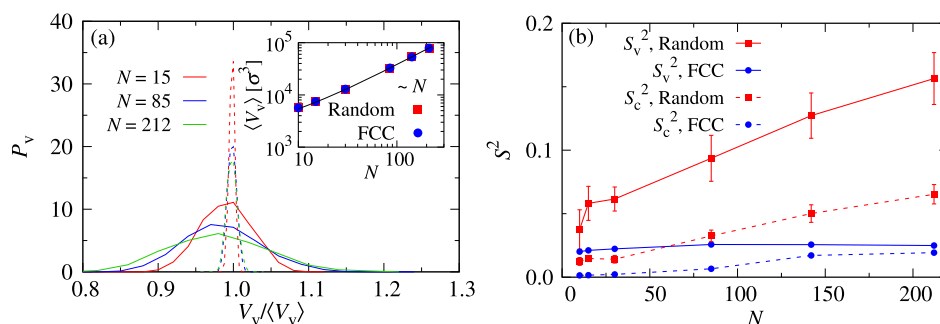 (a)
P_v
40
30
20
10
0
N = 15
N = 85
N = 212
0.8
0.9
1.0
1.1
1.2
1.3
V_v/⟨V_v⟩
⟨V_v⟩ [σ^3]
10^5
10^4
10^3
~ N
Random
FCC
10
100
N
(b)
S^2
0.2
0.1
0.0
S_v^2, Random
S_v^2, FCC
S_c^2, Random
S_c^2, FCC
0
50
100
150
200
N